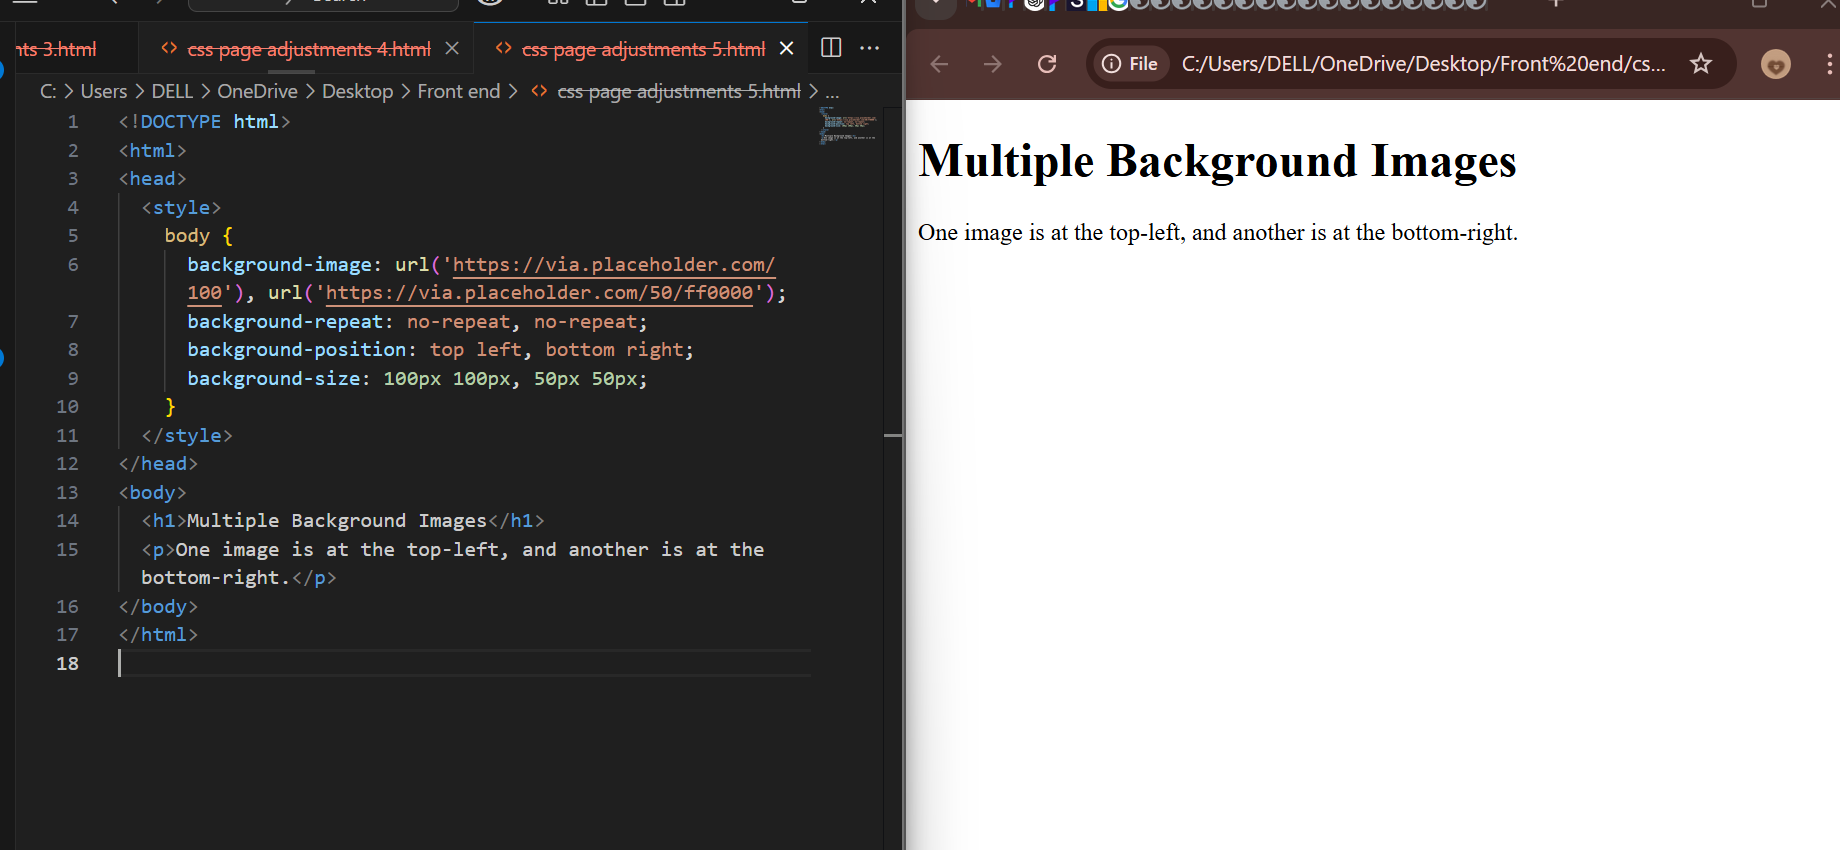 nts 3.html
css page adjustments 4.html
css page adjustments 5.html
C: > Users > DELL > OneDrive > Desktop > Front end > <> css page adjustments 5.html > ...
1 <!DOCTYPE html>
2 <html>
3 <head>
4 <style>
5 body {
6 background-image: url('https://via.placeholder.com/
100'), url('https://via.placeholder.com/50/ff0000');
7 background-repeat: no-repeat, no-repeat;
8 background-position: top left, bottom right;
9 background-size: 100px 100px, 50px 50px;
10 }
11 </style>
12 </head>
13 <body>
14 <h1>Multiple Background Images</h1>
15 <p>One image is at the top-left, and another is at the
bottom-right.</p>
16 </body>
17 </html>
18
File C:/Users/DELL/OneDrive/Desktop/Front%20end/cs...
Multiple Background Images
One image is at the top-left, and another is at the bottom-right.